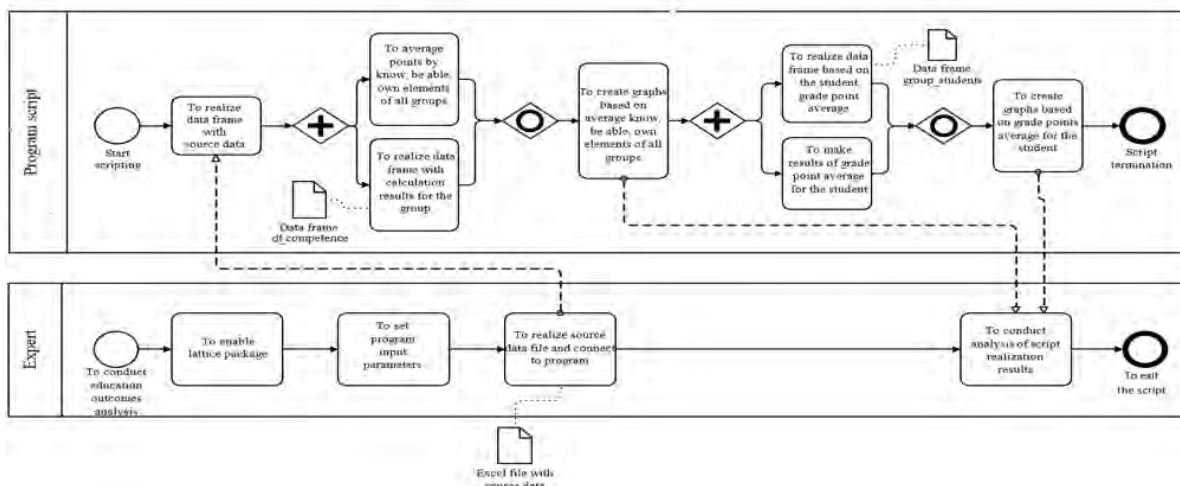 Program script
Start
scripting
To realize
data frame with
source data
To average
points by
know, be able,
own elements
of all groups.
To realize data
frame with
calculation
results for the
group
Data frame
df competence
To create graphs
based on
average know,
be able, own
elements of all
groups.
To realize data
frame based on
the student
grade point
average
Data frame
group students
To make
results of grade
point average
for the student
To create
graphs based
on grade points
average for the
student
Script
termination
Expert
To conduct
education
outcomes
analysis
To enable
lattice package
To set
program
input
parameters
To realize source
data file and connect
to program
Excel file with
source data
To conduct
analysis of script
realization
results
To exit
the script